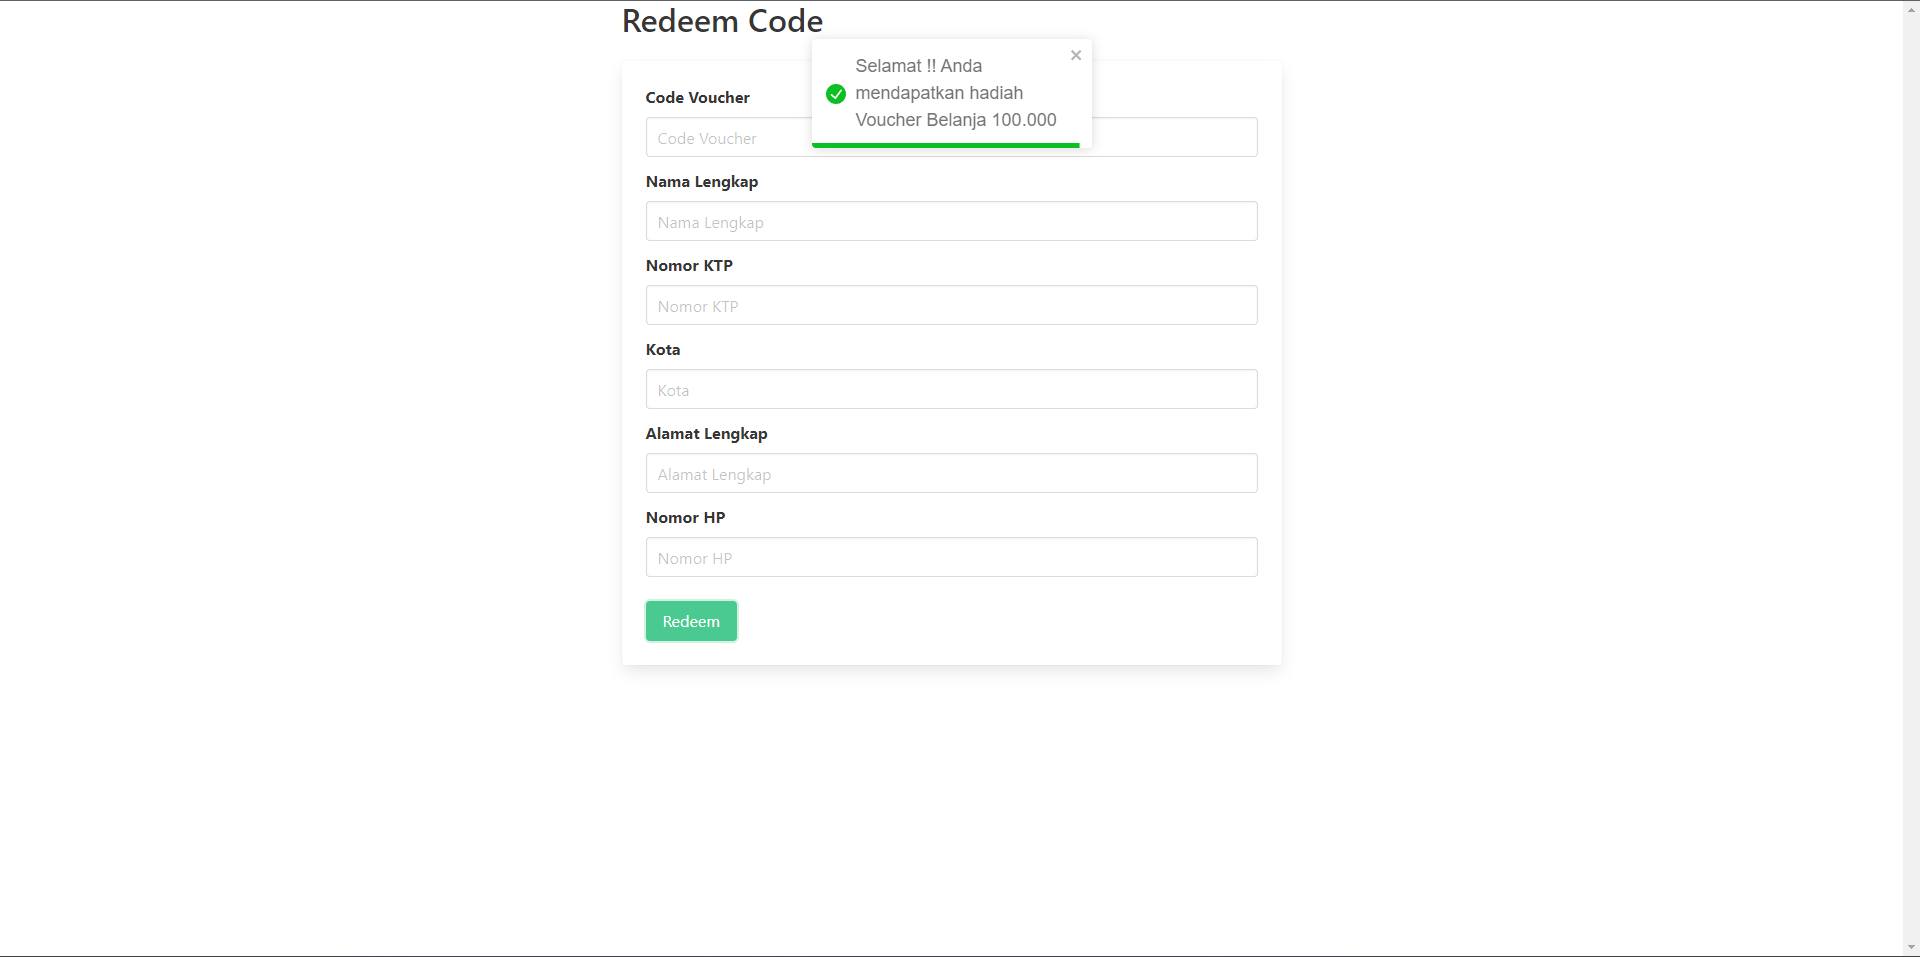 Redeem Code
Selamat !! Anda
mendapatkan hadiah
Voucher Belanja 100.000
Code Voucher
Code Voucher
Nama Lengkap
Nama Lengkap
Nomor KTP
Nomor KTP
Kota
Kota
Alamat Lengkap
Alamat Lengkap
Nomor HP
Nomor HP
Redeem